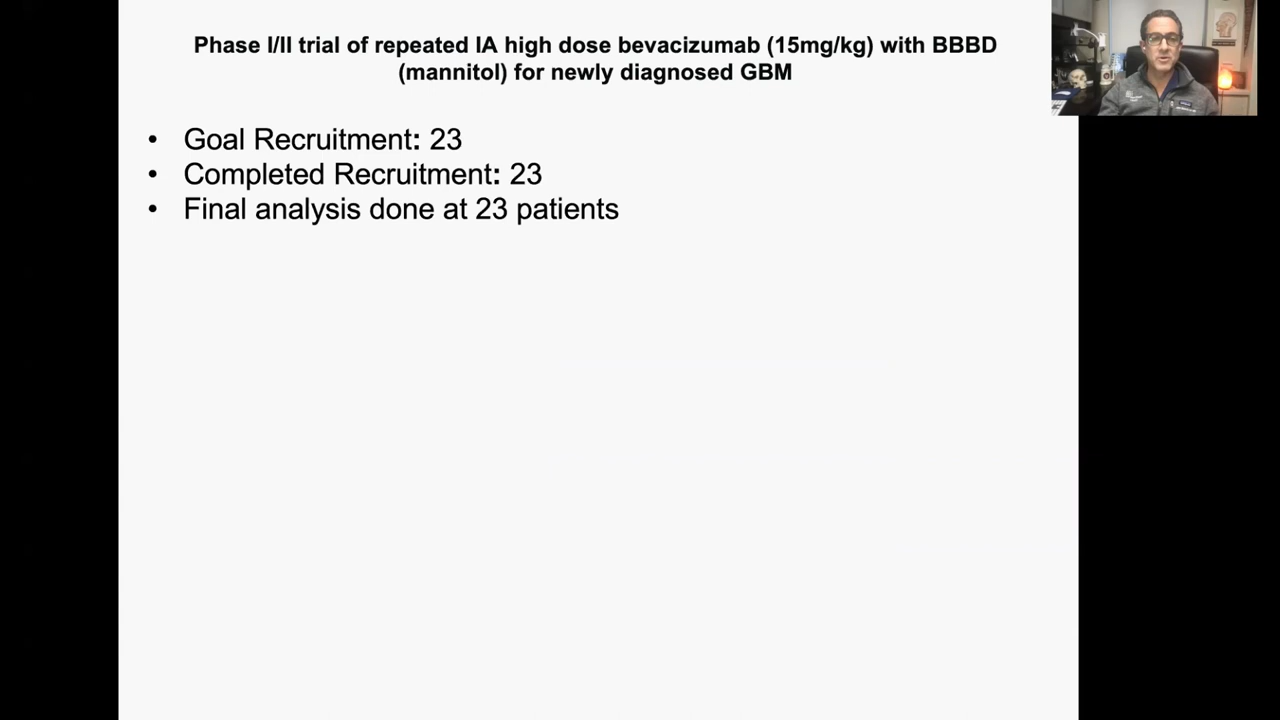 Phase I/II trial of repeated IA high dose bevacizumab (15mg/kg) with BBBD
(mannitol) for newly diagnosed GBM
• Goal Recruitment: 23
• Completed Recruitment: 23
• Final analysis done at 23 patients